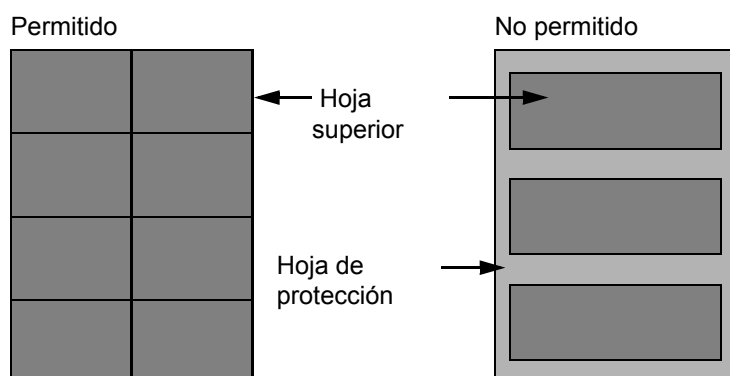 Permitido
No permitido
Hoja
superior
Hoja de
protección